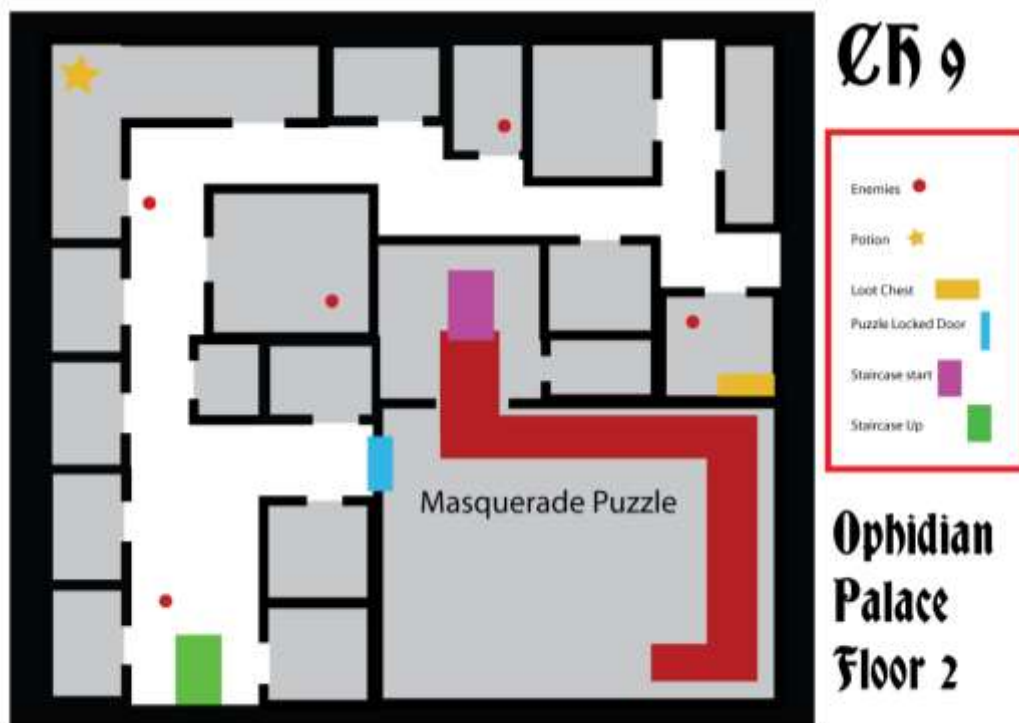 Ch 9
Enemies
Potion
Loot Chest
Puzzle Locked Door
Staircase start
Staircase Up
Masquerade Puzzle
Ophidian
Palace
Floor 2